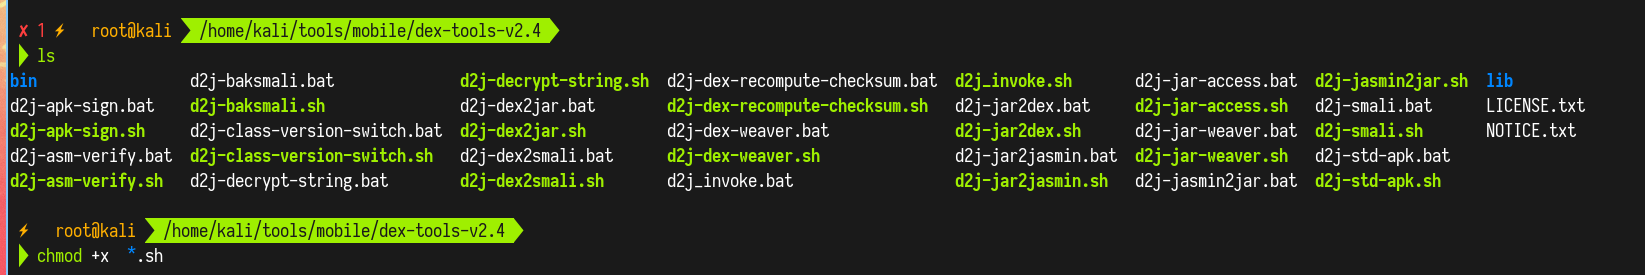 ✘ 1 ⚡ root@kali /home/kali/tools/mobile/dex-tools-v2.4
ls
bin d2j-baksmali.bat d2j-decrypt-string.sh d2j-dex-recompute-checksum.bat d2j_invoke.sh d2j-jar-access.bat d2j-jasmin2jar.sh lib
d2j-apk-sign.bat d2j-baksmali.sh d2j-dex2jar.bat d2j-dex-recompute-checksum.sh d2j-jar2dex.bat d2j-jar-access.sh d2j-smali.bat LICENSE.txt
d2j-apk-sign.sh d2j-class-version-switch.bat d2j-dex2jar.sh d2j-dex-weaver.bat d2j-jar2dex.sh d2j-jar-weaver.bat d2j-smali.sh NOTICE.txt
d2j-asm-verify.bat d2j-class-version-switch.sh d2j-dex2smali.bat d2j-dex-weaver.sh d2j-jar2jasmin.bat d2j-jar-weaver.sh d2j-std-apk.bat
d2j-asm-verify.sh d2j-decrypt-string.bat d2j-dex2smali.sh d2j_invoke.bat d2j-jar2jasmin.sh d2j-jasmin2jar.bat d2j-std-apk.sh
⚡ root@kali /home/kali/tools/mobile/dex-tools-v2.4
chmod +x *.sh